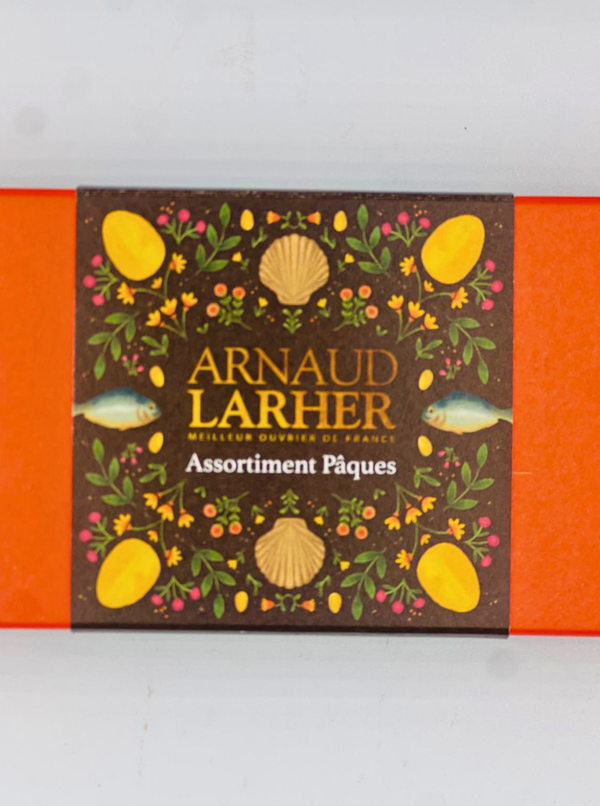 ARNAUD
LARHER
MEILLEUR OUVRIER DE FRANCE
Assortiment Pâques